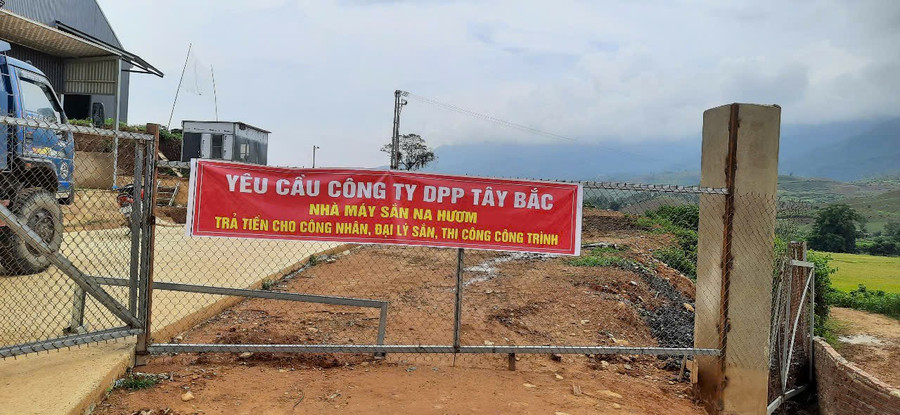 YÊU CẦU CÔNG TY DPP TÂY BẮC
NHÀ MÁY SẮN NA HƯƠM
TRẢ TIỀN CHO CÔNG NHÂN, ĐẠI LÝ SẮN, THI CÔNG CÔNG TRÌNH